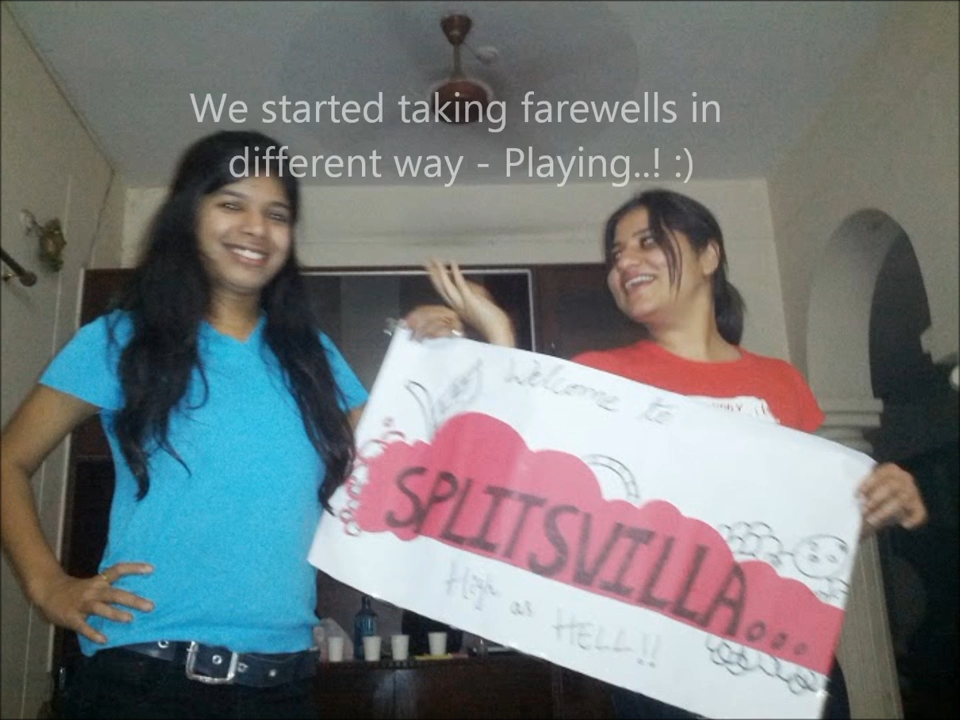 We started taking farewells in
different way - Playing..! :)
Welcome to
SPLITSVILLA...
High as
HELL!!